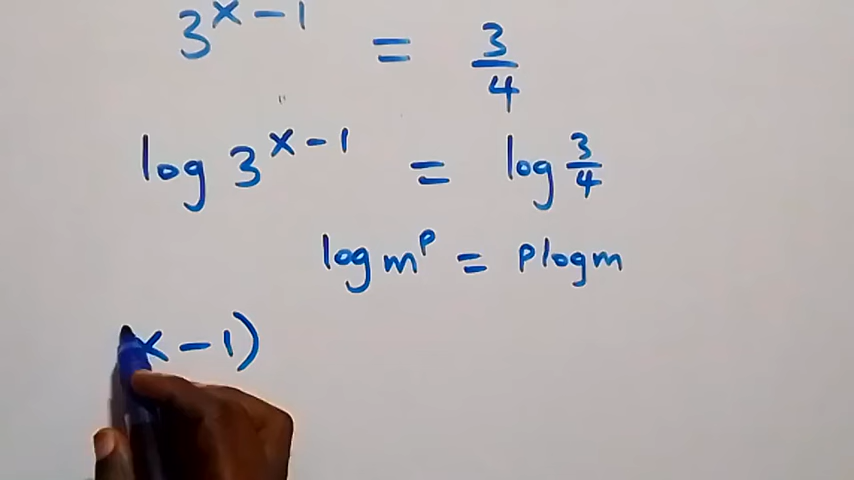 3^{x-1} = 3/4
log 3^{x-1} = log 3/4
log m^p = p log m
x - 1)